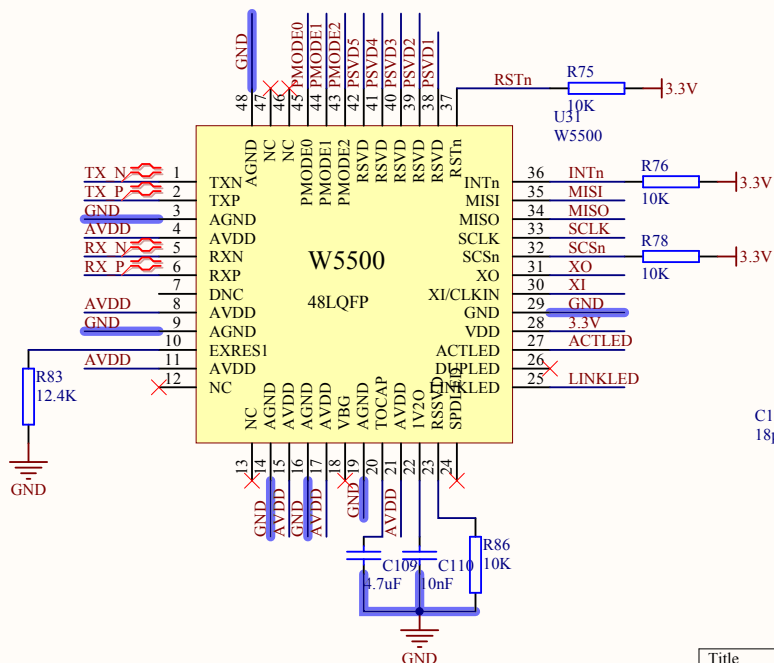 GND
PMODE0
PMODE1
PMODE2
PSVD5
PSVD4
PSVD3
PSVD2
PSVD1
48
47
46
45
44
43
42
41
40
39
38
37
RSTn
R75
10K
3.3V
U31
W5500
AGND
NC
NC
PMODE0
PMODE1
PMODE2
RSVD
RSVD
RSVD
RSVD
RSVD
RSTn
TX_N 1 TXN
TX_P 2 TXP
GND 3 AGND
AVDD 4 AVDD
RX_N 5 RXN
RX_P 6 RXP
7 DNC
AVDD 8 AVDD
GND 9 AGND
10 EXRES1
AVDD 11 AVDD
12 NC
R83
12.4K
GND
W5500
48LQFP
INTn 36 INTn
MISI 35 MISI
MISO 34 MISO
SCLK 33 SCLK
SCSn 32 SCSn
XO 31 XO
XI/CLKIN 30 XI
GND 29 GND
VDD 28 3.3V
ACTLED 27 ACTLED
DUPLED 26
LINKLED 25 LINKLED
R76
10K
3.3V
R78
10K
3.3V
NC
AGND
AVDD
AGND
AVDD
VBG
AGND
TOCAP
AVDD
1V2O
RSSVD
SPDLED
13
14
15
16
17
18
19
20
21
22
23
24
GND
AVDD
GND
AVDD
GND
AVDD
C109
4.7uF
C110
10nF
R86
10K
GND
C1
18p
Title